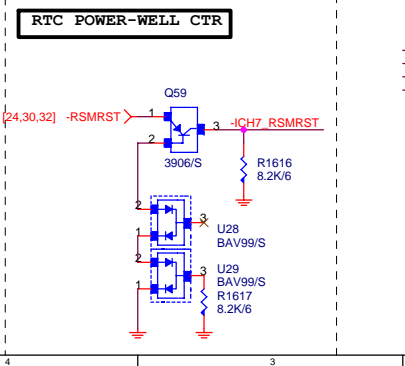 RTC POWER-WELL CTR
Q59
[24,30,32] -RSMRST
1
3
-ICH7_RSMRST
2
3906/S
R1616
8.2K/6
2
3
1
U28
BAV99/S
2
3
U29
BAV99/S
1
R1617
8.2K/6
4
3